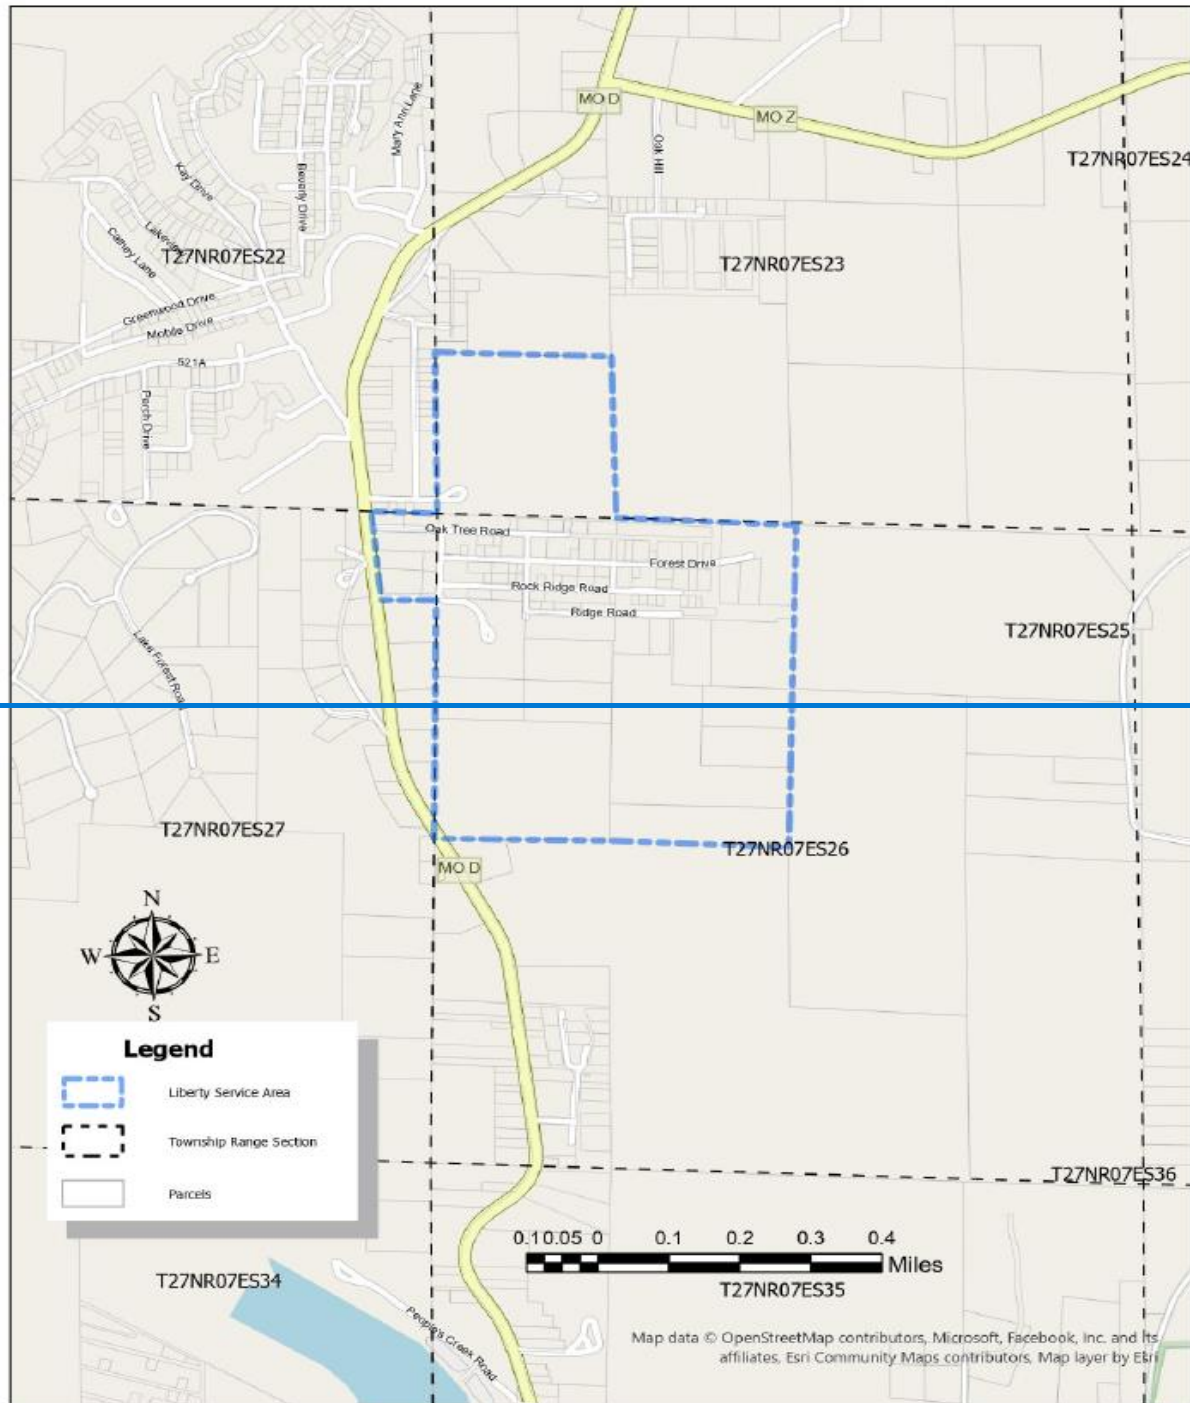 MO D
MO Z
Mary Ann Lane
Oak Hill
T27NR07ES24
Kay Drive
Beverly Drive
Cathey Lane
T27NR07ES22
T27NR07ES23
Greenwood Drive
Mobile Drive
521A
Perch Drive
Oak Tree Road
Forest Drive
Rock Ridge Road
Ridge Road
T27NR07ES25
Lake Forest Road
T27NR07ES27
T27NR07ES26
MO D
N
W
E
S
Legend
Liberty Service Area
Township Range Section
Parcels
T27NR07ES36
0.1 0.05 0 0.1 0.2 0.3 0.4
Miles
T27NR07ES34
T27NR07ES35
People's Creek Road
Map data © OpenStreetMap contributors, Microsoft, Facebook, Inc. and its
affiliates, Esri Community Maps contributors, Map layer by Esri